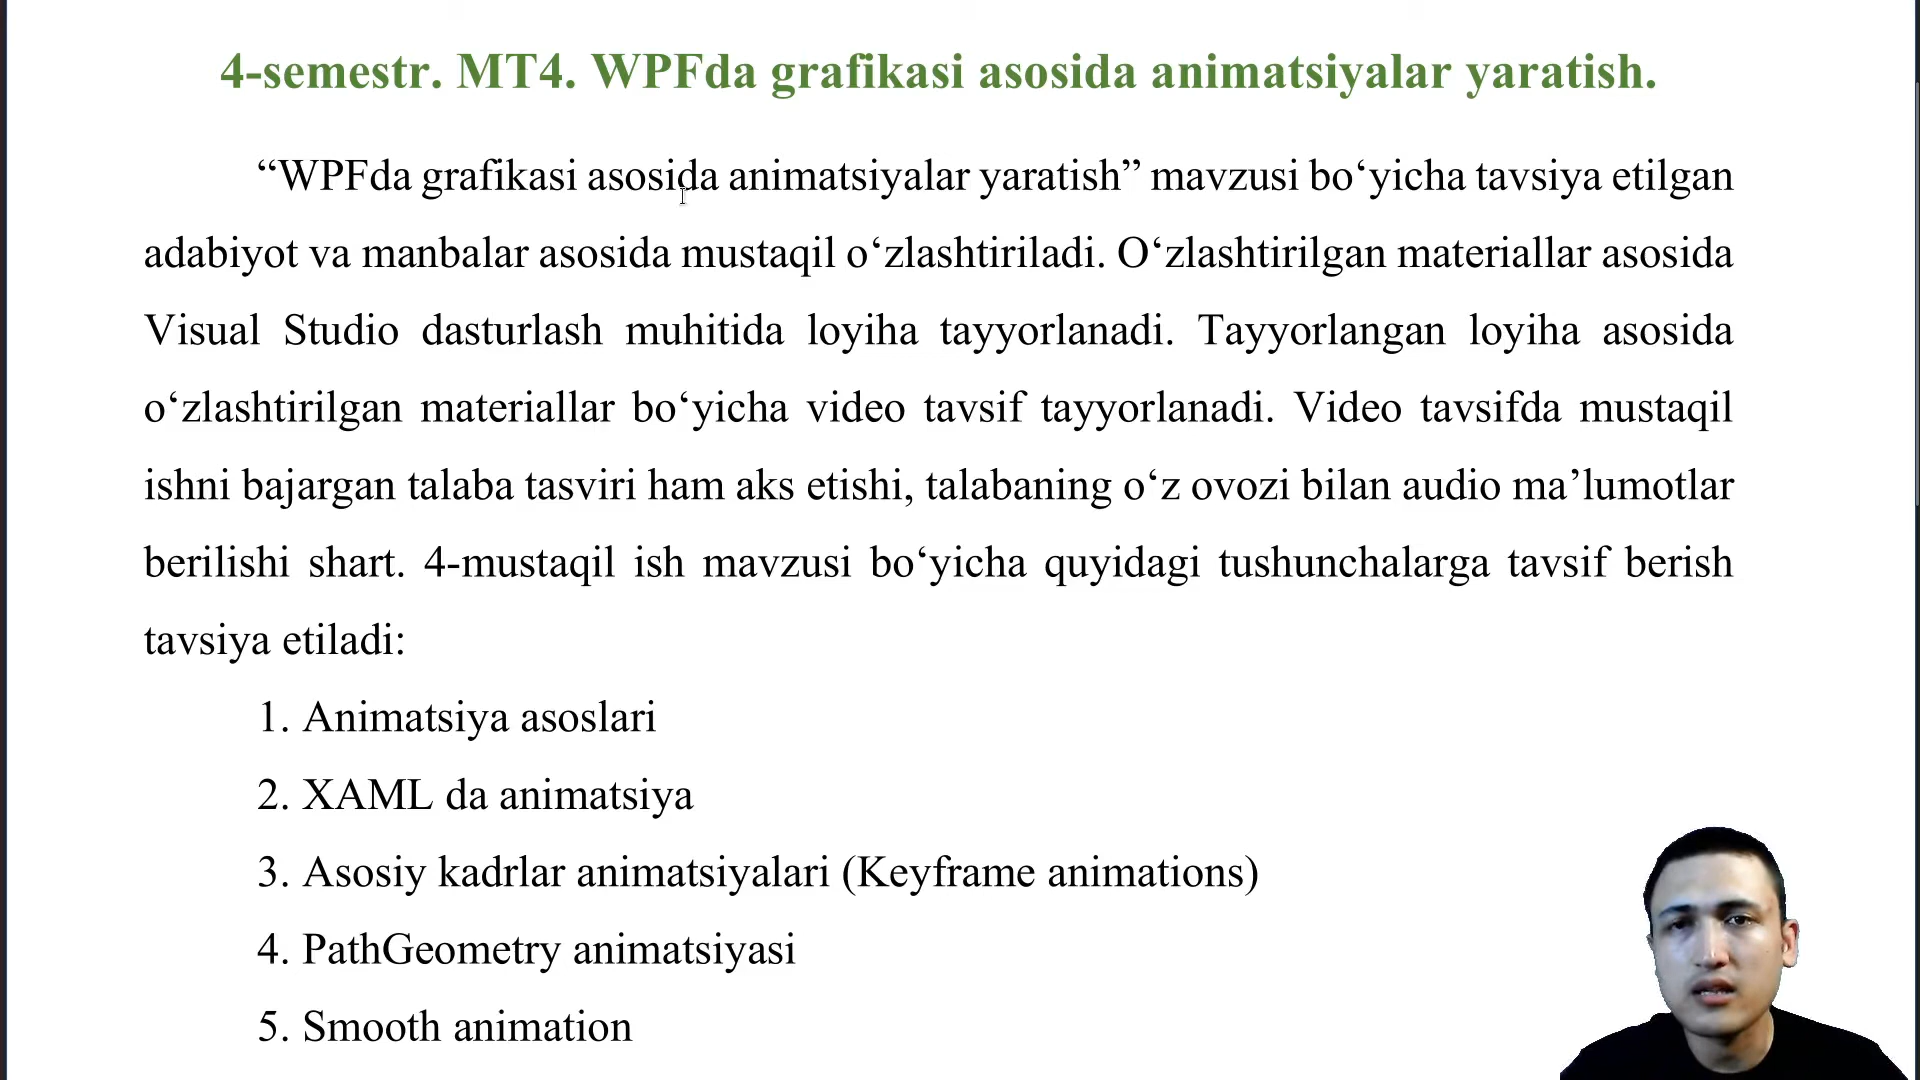 4-semestr. MT4. WPFda grafikasi asosida animatsiyalar yaratish.
“WPFda grafikasi asosida animatsiyalar yaratish” mavzusi bo‘yicha tavsiya etilgan
adabiyot va manbalar asosida mustaqil o‘zlashtiriladi. O‘zlashtirilgan materiallar asosida
Visual Studio dasturlash muhitida loyiha tayyorlanadi. Tayyorlangan loyiha asosida
o‘zlashtirilgan materiallar bo‘yicha video tavsif tayyorlanadi. Video tavsifda mustaqil
ishni bajargan talaba tasviri ham aks etishi, talabaning o‘z ovozi bilan audio ma’lumotlar
berilishi shart. 4-mustaqil ish mavzusi bo‘yicha quyidagi tushunchalarga tavsif berish
tavsiya etiladi:
1. Animatsiya asoslari
2. XAML da animatsiya
3. Asosiy kadrlar animatsiyalari (Keyframe animations)
4. PathGeometry animatsiyasi
5. Smooth animation